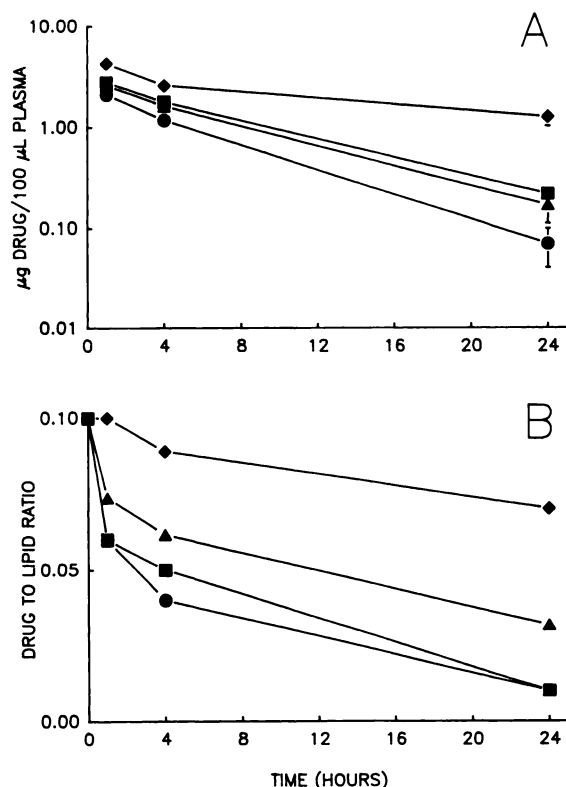 A
10.00
1.00
0.10
0.01
µg DRUG/100 µL PLASMA
0 4 8 12 16 20 24
B
0.10
0.05
0.00
DRUG TO LIPID RATIO
0 4 8 12 16 20 24
TIME (HOURS)